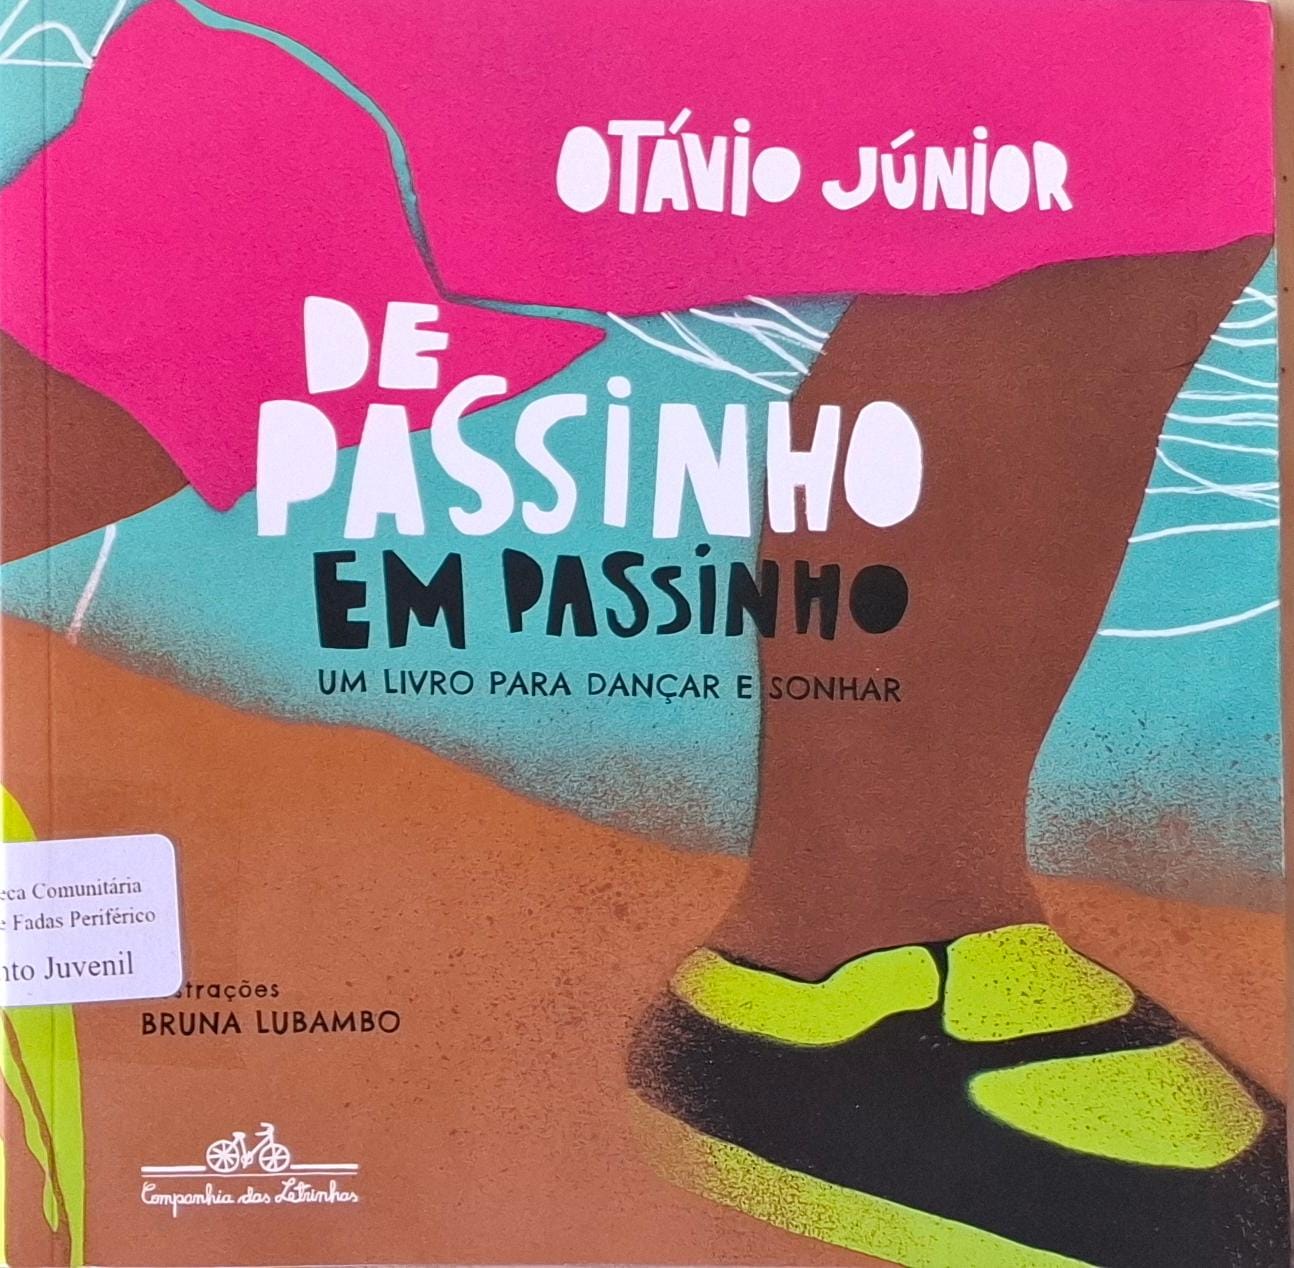 OTÁVIO JÚNIOR
DE
PASSINHO
EM PASSINHO
UM LIVRO PARA DANÇAR E SONHAR
eca Comunitária
e Fadas Periférico
nto Juvenil
strações
BRUNA LUBAMBO
Companhia das Letrinhas